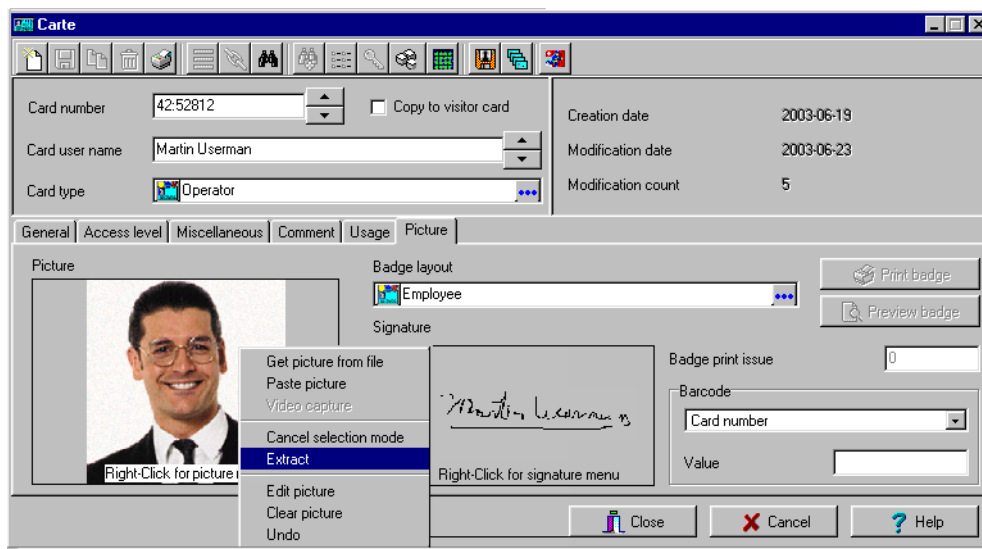 Carte
Card number
42:52812
Copy to visitor card
Card user name
Martin Userman
Card type
Operator
Creation date
2003-06-19
Modification date
2003-06-23
Modification count
5
General Access level Miscellaneous Comment Usage Picture
Picture
Right-Click for picture
Badge layout
Employee
Print badge
Preview badge
Signature
Martin
Right-Click for signature menu
Get picture from file
Paste picture
Video capture
Cancel selection mode
Extract
Edit picture
Clear picture
Undo
Badge print issue
0
Barcode
Card number
Value
Close
Cancel
Help